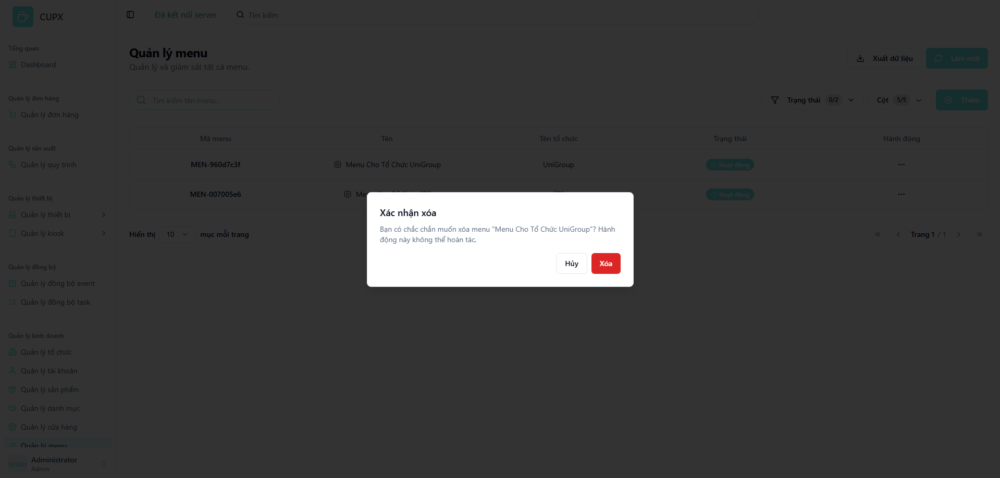 CUPX
Đã kết nối server
Tìm kiếm
Tổng quan
Dashboard
Quản lý đơn hàng
Quản lý đơn hàng
Quản lý sản xuất
Quản lý quy trình
Quản lý thiết bị
Quản lý thiết bị
Quản lý kiosk
Quản lý đồng bộ
Quản lý đồng bộ event
Quản lý đồng bộ task
Quản lý kinh doanh
Quản lý tổ chức
Quản lý tài khoản
Quản lý sản phẩm
Quản lý danh mục
Quản lý cửa hàng
Quản lý menu
Administrator
Admin
Quản lý menu
Quản lý và giám sát tất cả menu.
Xuất dữ liệu
Làm mới
Tìm kiếm tên menu...
Trạng thái 0/2
Cột 5/5
Thêm
Mã menu Tên Tên tổ chức Trạng thái Hành động
MEN-960d7c3f Menu Cho Tổ Chức UniGroup UniGroup Hoạt động ...
MEN-007005e6 Hoạt động ...
Xác nhận xóa
Bạn có chắc chắn muốn xóa menu "Menu Cho Tổ Chức UniGroup"? Hành
động này không thể hoàn tác.
Hủy Xóa
Hiển thị 10 mục mỗi trang
Trang 1 / 1